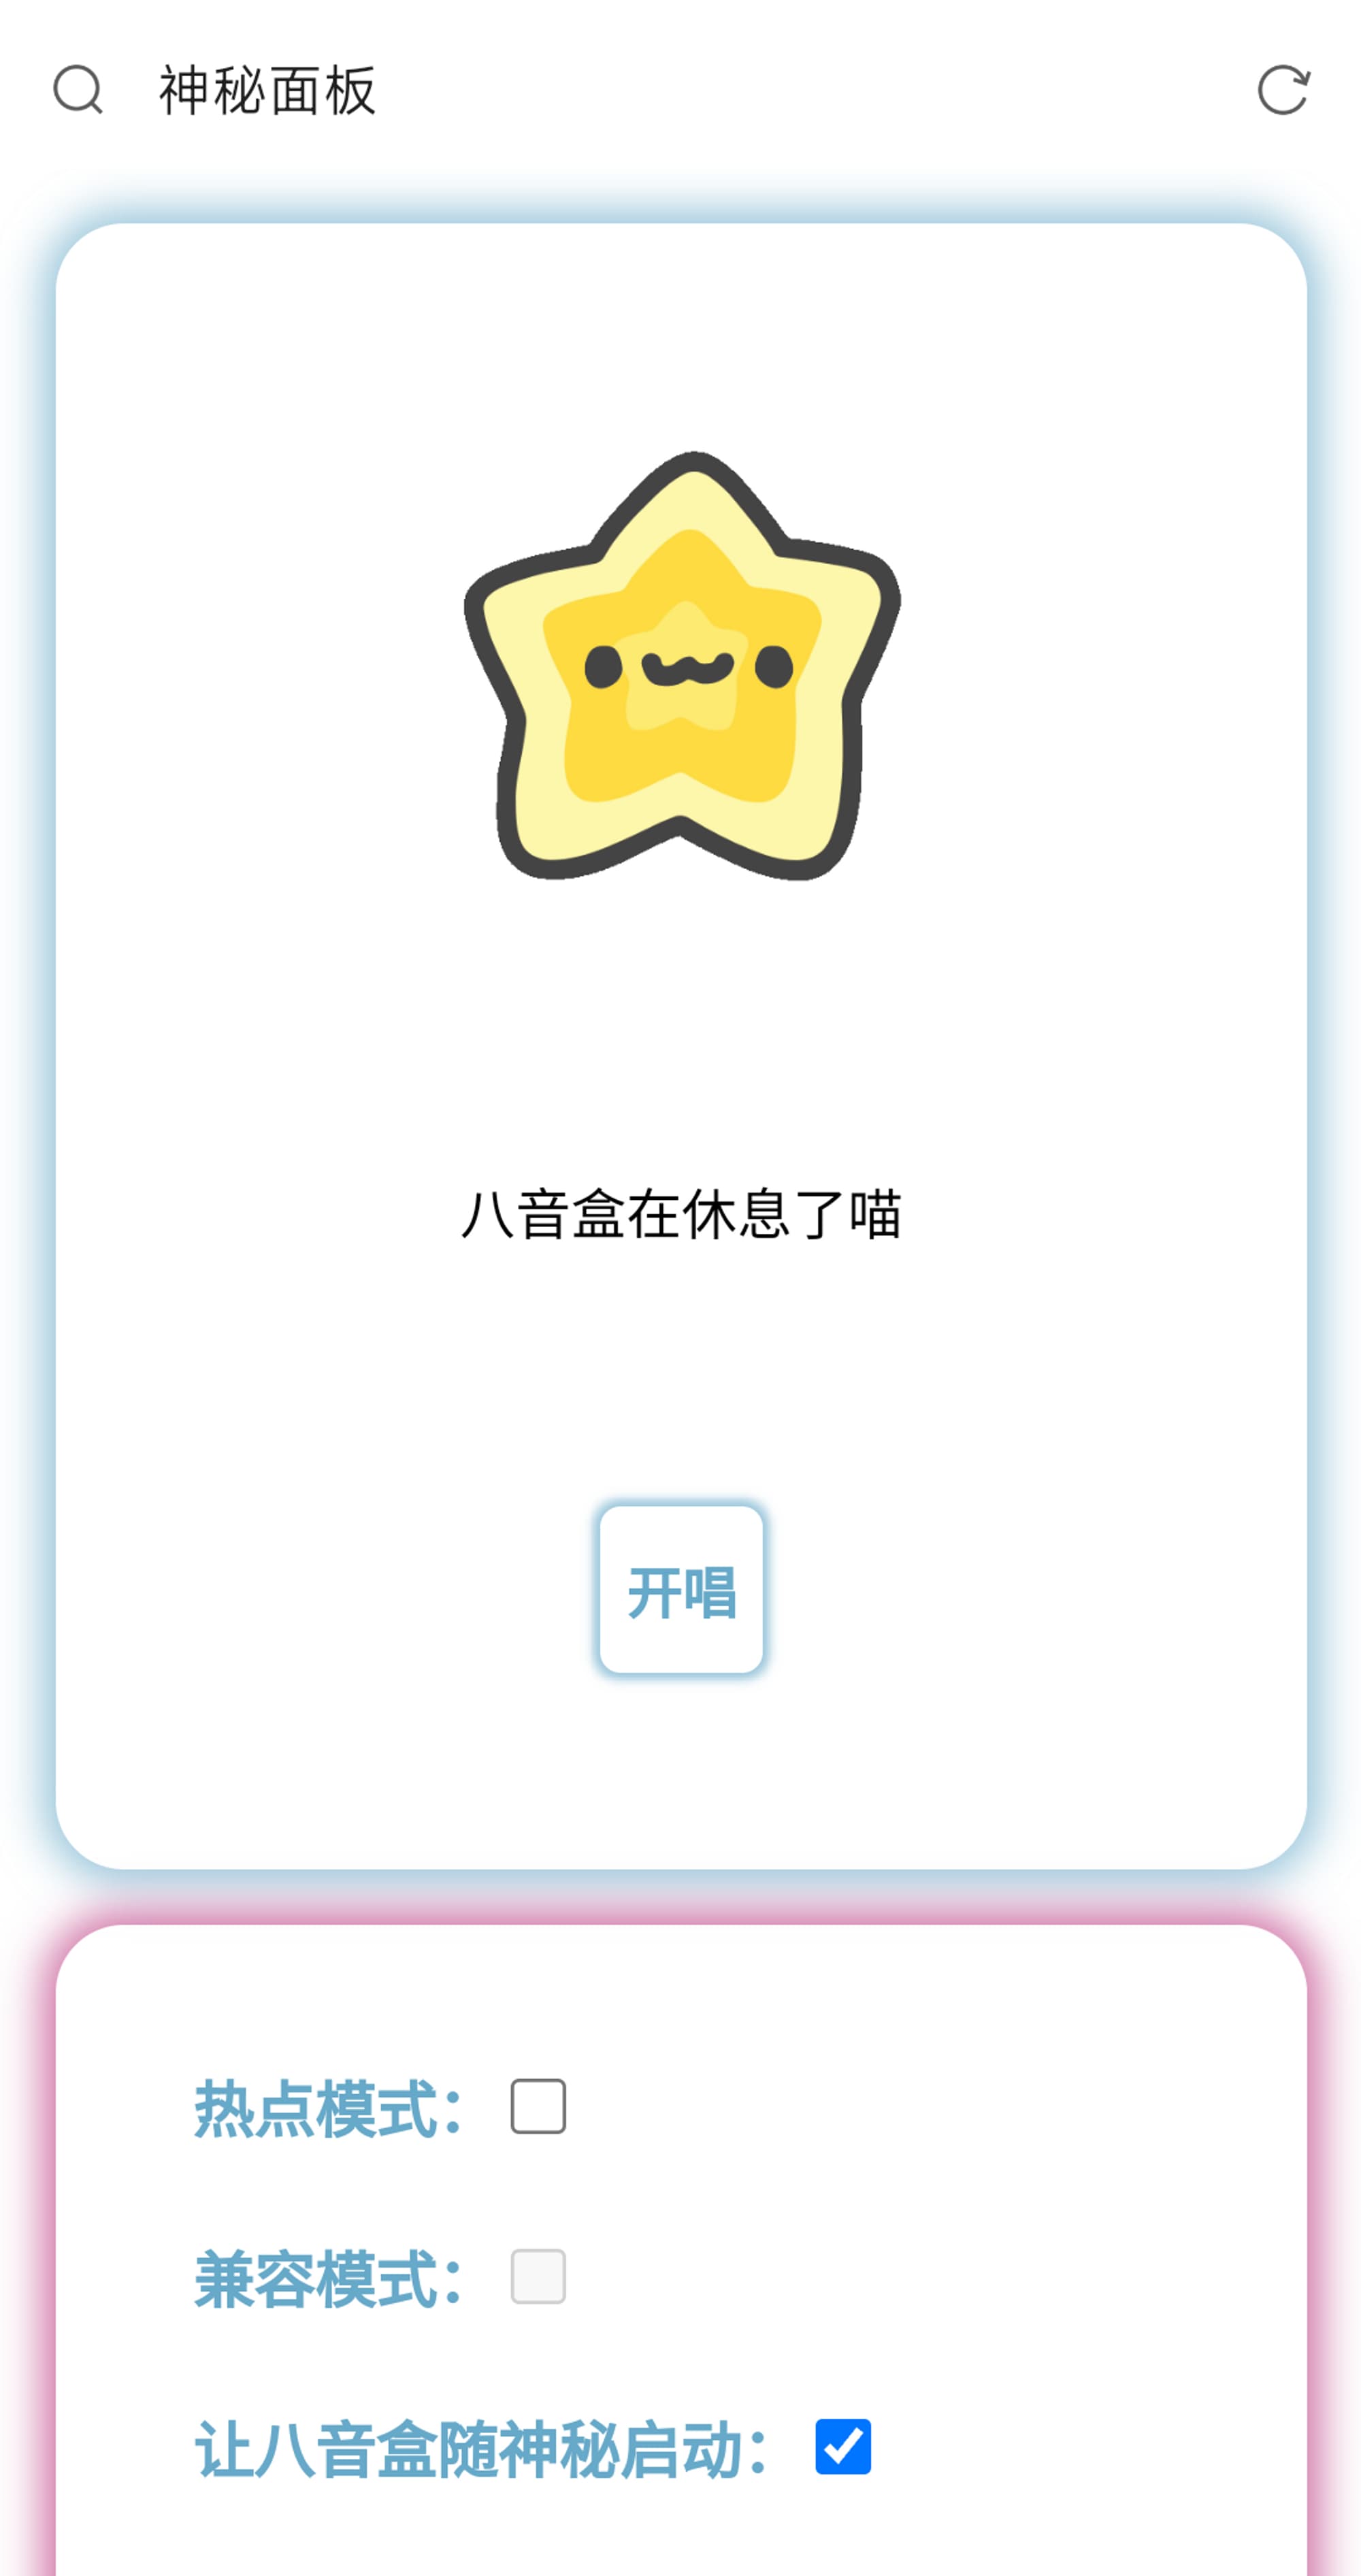 神秘面板
八音盒在休息了喵
开唱
热点模式：
兼容模式：
让八音盒随神秘启动：